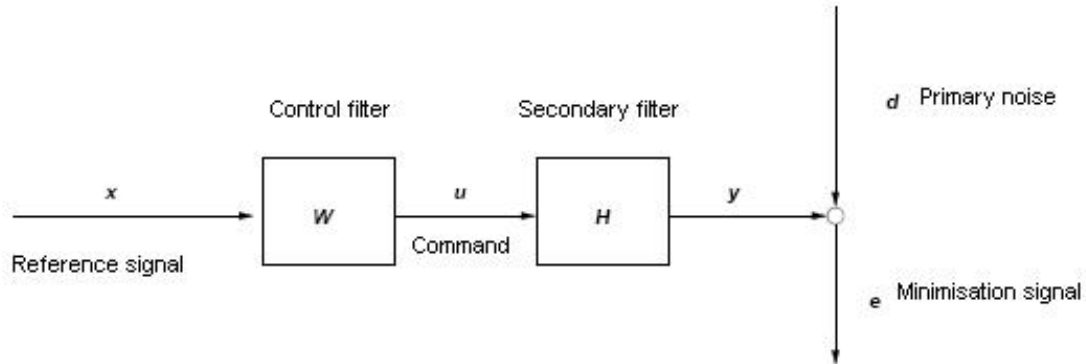 d Primary noise
Control filter
Secondary filter
x
u
y
W
H
Reference signal
Command
e Minimisation signal